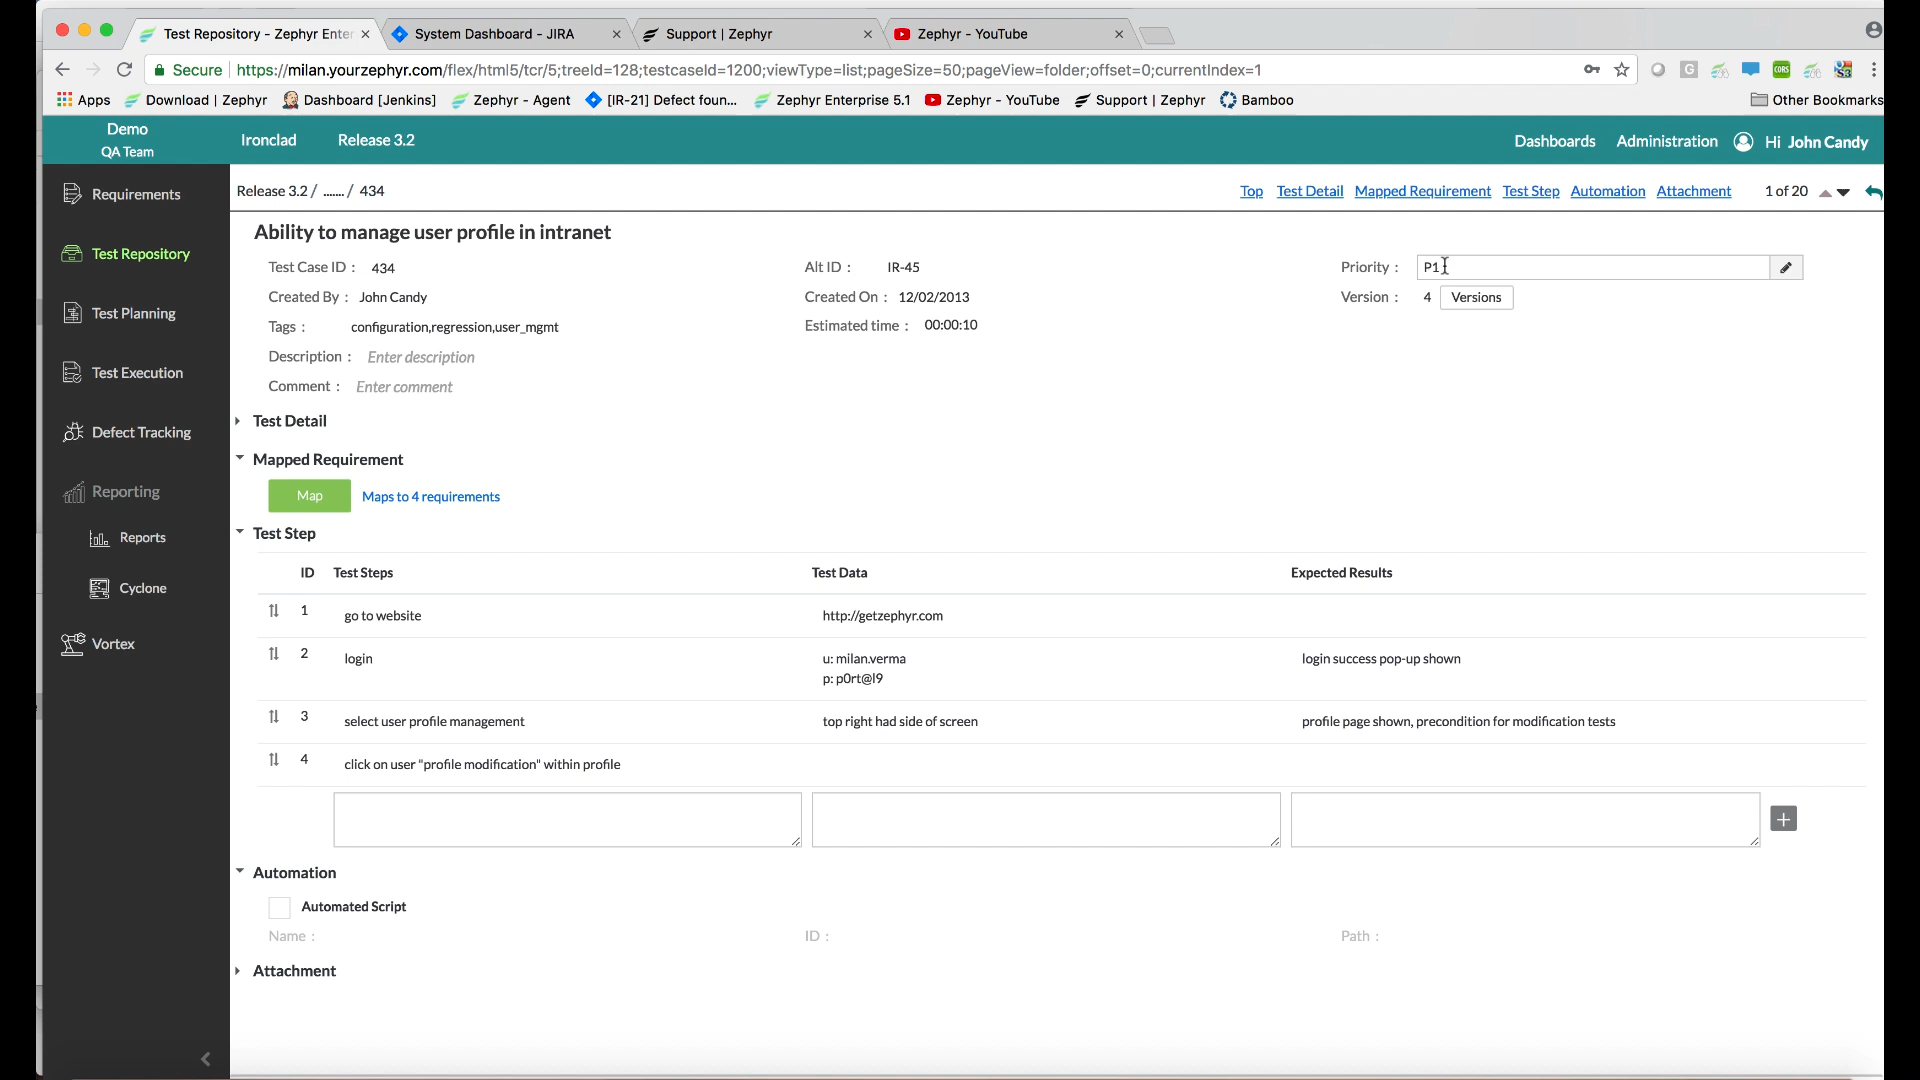 Test Repository - Zephyr Enter
System Dashboard - JIRA
Support | Zephyr
Zephyr - YouTube
Secure https://milan.yourzephyr.com/flex/html5/tcr/5;treeId=128;testcaseId=1200;viewType=list;pageSize=50;pageView=folder;offset=0;currentIndex=1
Apps Download | Zephyr Dashboard [Jenkins] Zephyr - Agent [IR-21] Defect foun... Zephyr Enterprise 5.1 Zephyr - YouTube Support | Zephyr Bamboo Other Bookmarks
Demo
QA Team
Ironclad Release 3.2 Dashboards Administration Hi John Candy
Requirements
Test Repository
Test Planning
Test Execution
Defect Tracking
Reporting
Reports
Cyclone
Vortex
Release 3.2 / ....... / 434 Top Test Detail Mapped Requirement Test Step Automation Attachment 1 of 20
Ability to manage user profile in intranet
Test Case ID : 434 Alt ID : IR-45 Priority : P1
Created By : John Candy Created On : 12/02/2013 Version : 4 Versions
Tags : configuration,regression,user_mgmt Estimated time : 00:00:10
Description : Enter description
Comment : Enter comment
Test Detail
Mapped Requirement
Map Maps to 4 requirements
Test Step
ID Test Steps Test Data Expected Results
1 go to website http://getzephyr.com
2 login u: milan.verma login success pop-up shown
p: p0rt@l9
3 select user profile management top right had side of screen profile page shown, precondition for modification tests
4 click on user "profile modification" within profile
Automation
Automated Script
Name : ID : Path :
Attachment